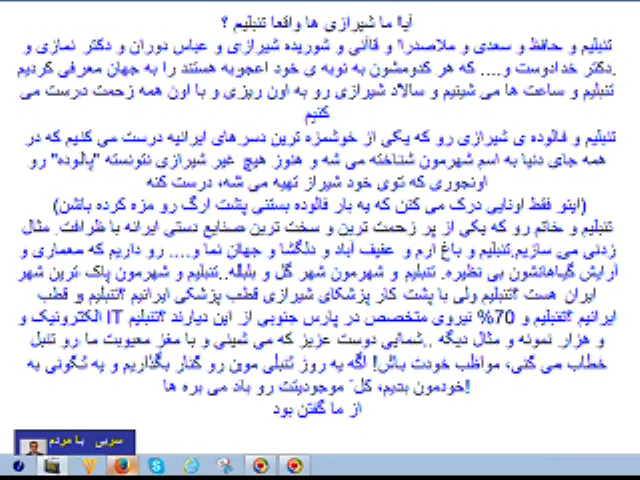 آیا ما شیرازی ها واقعا تنبلیم ؟
تنبلیم و حافظ و سعدی و ملاصدرا و قاآنی و شوریده شیرازی و عباس دوران و دکتر نمازی و
دکتر خدادوست و.... که هر کدومشون به نوبه ی خود اعجوبه هستند را به جهان معرفی کردیم.
تنبلیم و ساعت ها می شینیم و سالاد شیرازی رو به اون ریزی و با اون همه زحمت درست می
کنیم
تنبلیم و فالوده ی شیرازی رو که یکی از خوشمزه ترین دسرهای ایرانیه درست می کنیم که در
همه جای دنیا به اسم شهرمون شناخته می شه و هنوز هیچ غیر شیرازی نتونسته "پالوده" رو
اونجوری که توی خود شیراز تهیه می شه، درست کنه
(اینو فقط اونایی درک می کنن که یه بار فالوده بستنی پشت ارگ رو مزه کرده باشن)
تنبلیم و خاتم رو که یکی از پر زحمت ترین و سخت ترین صنایع دستی ایرانه با ظرافت مثال
زدنی می سازیم.تنبلیم و باغ ارم و عفیف آباد و دلگشا و جهان نما و.... رو داریم که معماری و
آرایش گیاهانشون بی نظیره. تنبلیم و شهرمون شهر گل و بلبله..تنبلیم و شهرمون پاک ترین شهر
ایران هست ؟تنبلیم ولی با پشت کار پزشکای شیرازی قطب پزشکی ایرانیم ؟تنبلیم و قطب
الکترونیک و IT ایرانیم ؟تنبلیم و 70% نیروی متخصص در پارس جنوبی از این دیارند ؟تنبلیم
و هزار نمونه و مثال دیگه ..شمایی دوست عزیز که می شینی و با مغز معیوبت ما رو تنبل
خطاب می کنی، مواظب خودت باش! اگه یه روز تنبلی مون رو کنار بگذاریم و یه تکونی به
خودمون بدیم، کل موجودیتت رو باد می بره ها!
از ما گفتن بود
سربی با مردم